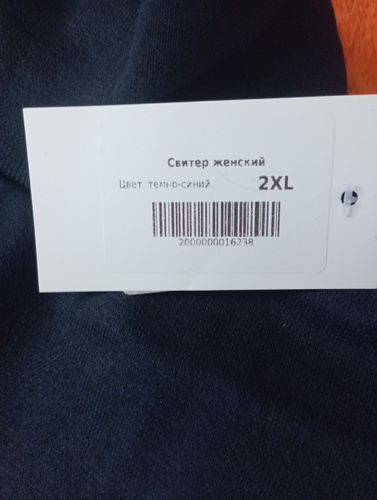 Свитер женский
Цвет темно-синий 2XL
2000000016238